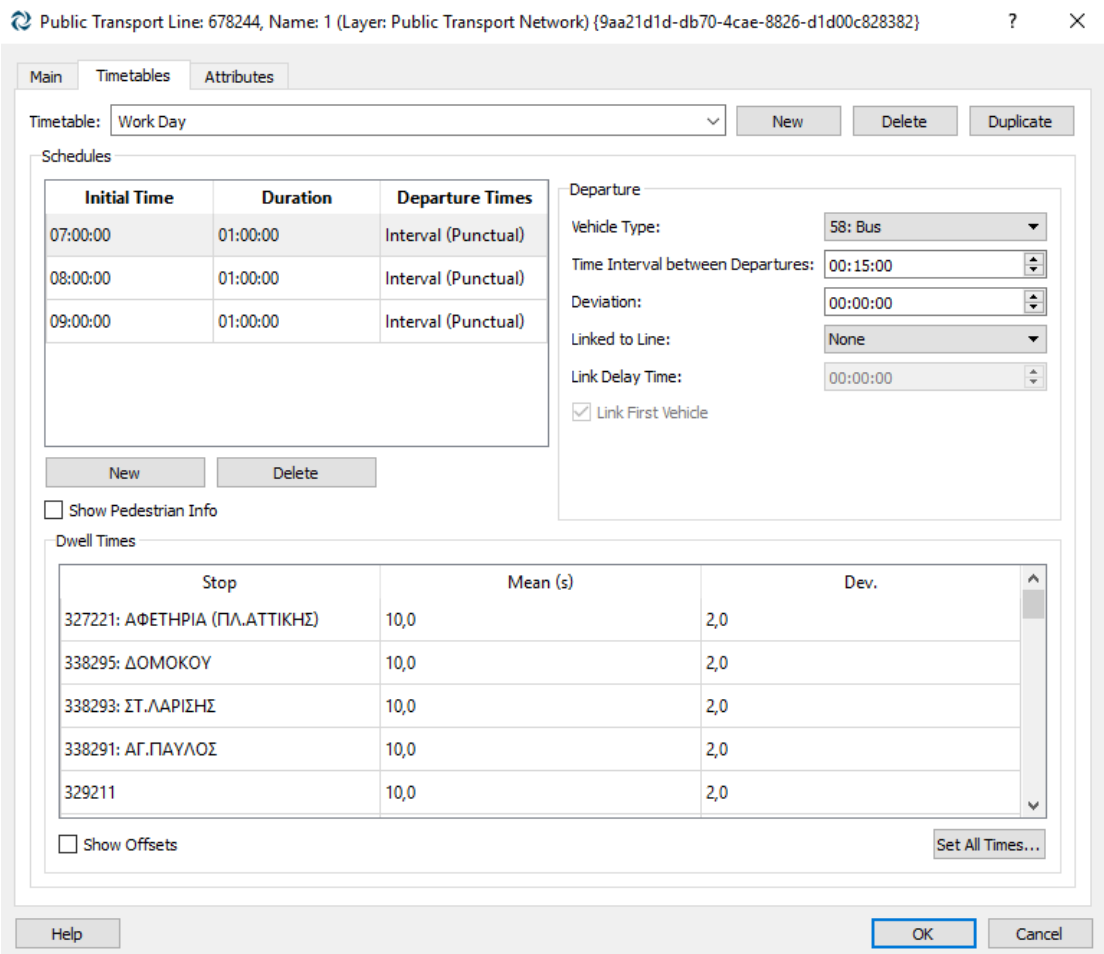 Public Transport Line: 678244, Name: 1 (Layer: Public Transport Network) {9aa21d1d-db70-4cae-8826-d1d00c828382}
?
Main Timetables Attributes
Timetable: Work Day New Delete Duplicate
Schedules
Initial Time Duration Departure Times
07:00:00 01:00:00 Interval (Punctual)
08:00:00 01:00:00 Interval (Punctual)
09:00:00 01:00:00 Interval (Punctual)
New Delete
Show Pedestrian Info
Departure
Vehicle Type: 58: Bus
Time Interval between Departures: 00:15:00
Deviation: 00:00:00
Linked to Line: None
Link Delay Time: 00:00:00
Link First Vehicle
Dwell Times
Stop Mean (s) Dev.
327221: ΑΦΕΤΗΡΙΑ (ΠΛ.ΑΤΤΙΚΗΣ) 10,0 2,0
338295: ΔΟΜΟΚΟΥ 10,0 2,0
338293: ΣΤ.ΛΑΡΙΣΗΣ 10,0 2,0
338291: ΑΓ.ΠΑΥΛΟΣ 10,0 2,0
329211 10,0 2,0
Show Offsets Set All Times...
Help OK Cancel